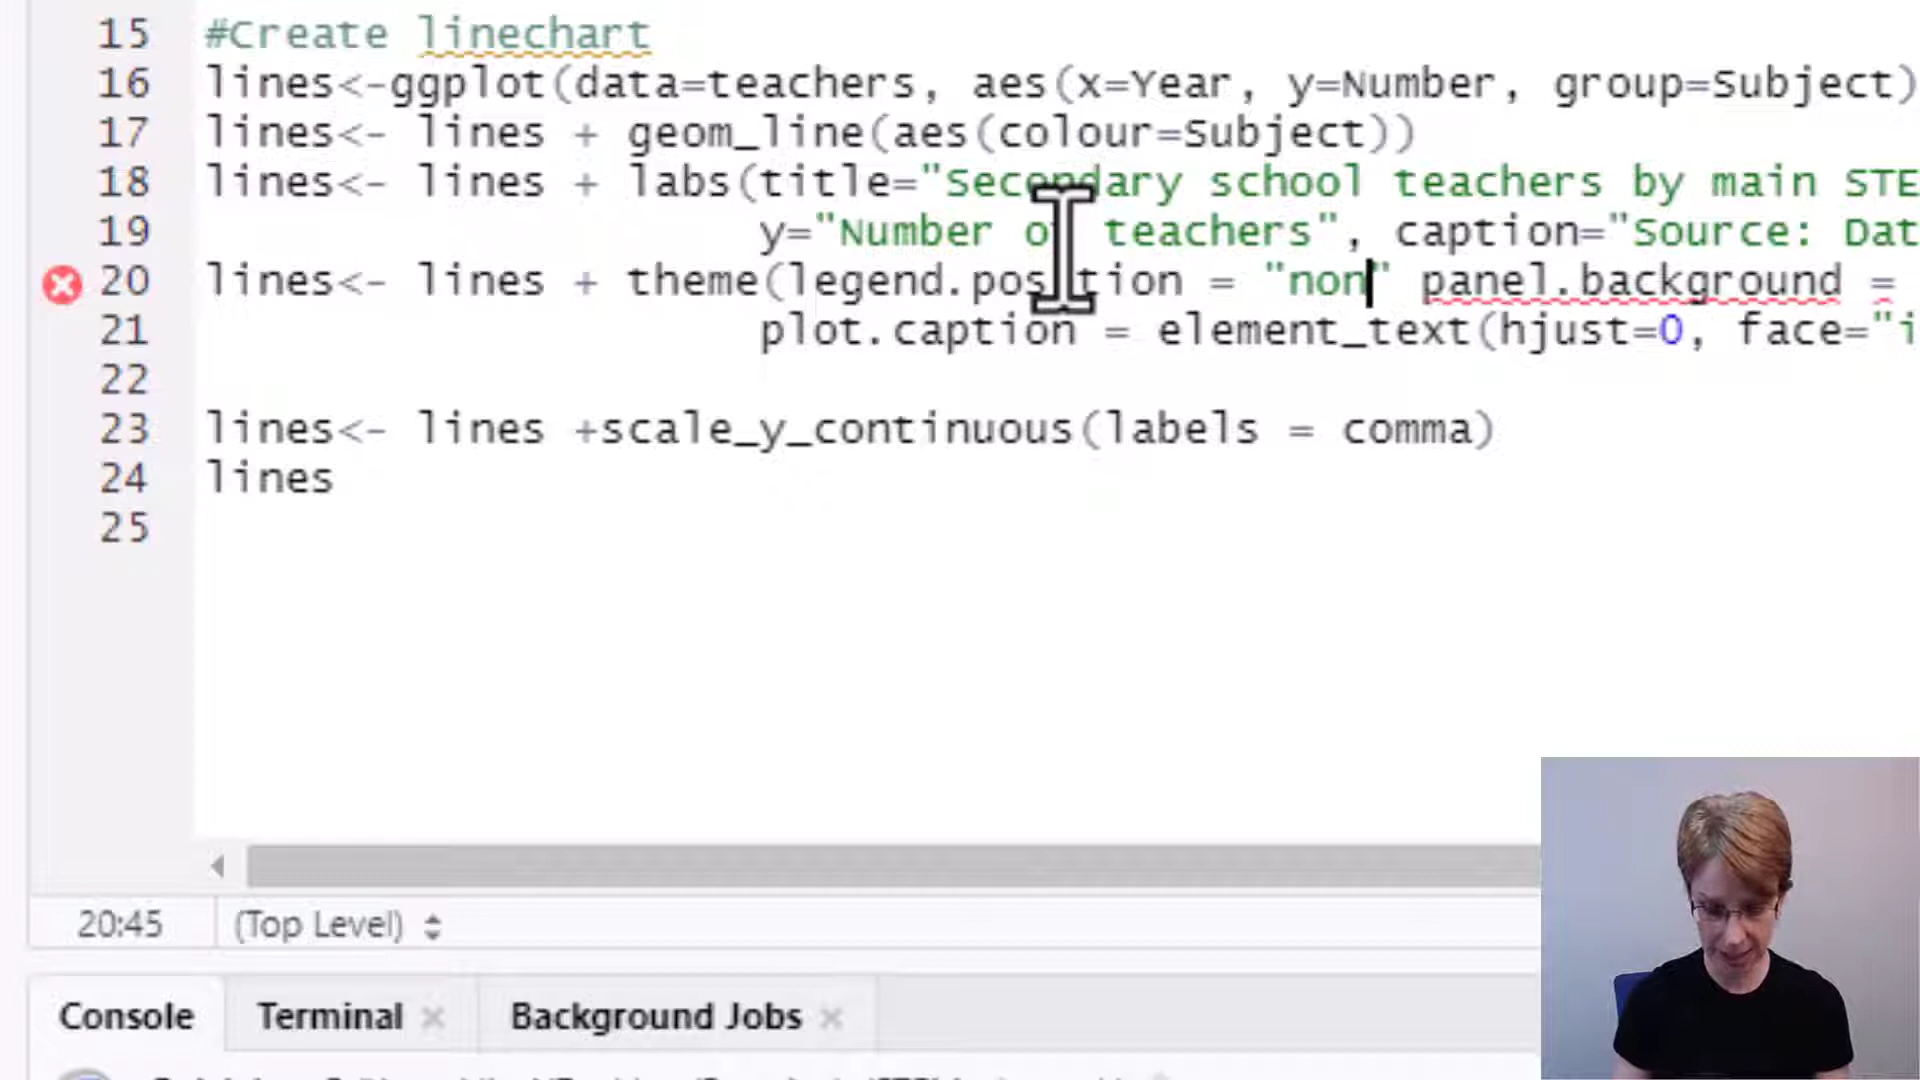 15 #Create linechart
16 lines<-ggplot(data=teachers, aes(x=Year, y=Number, group=Subject)
17 lines<- lines + geom_line(aes(colour=Subject))
18 lines<- lines + labs(title="Secondary school teachers by main STE
19 y="Number of teachers", caption="Source: Dat
20 lines<- lines + theme(legend.position = "non" panel.background =
21 plot.caption = element_text(hjust=0, face="i
22
23 lines<- lines +scale_y_continuous(labels = comma)
24 lines
25
20:45 (Top Level)
Console Terminal Background Jobs